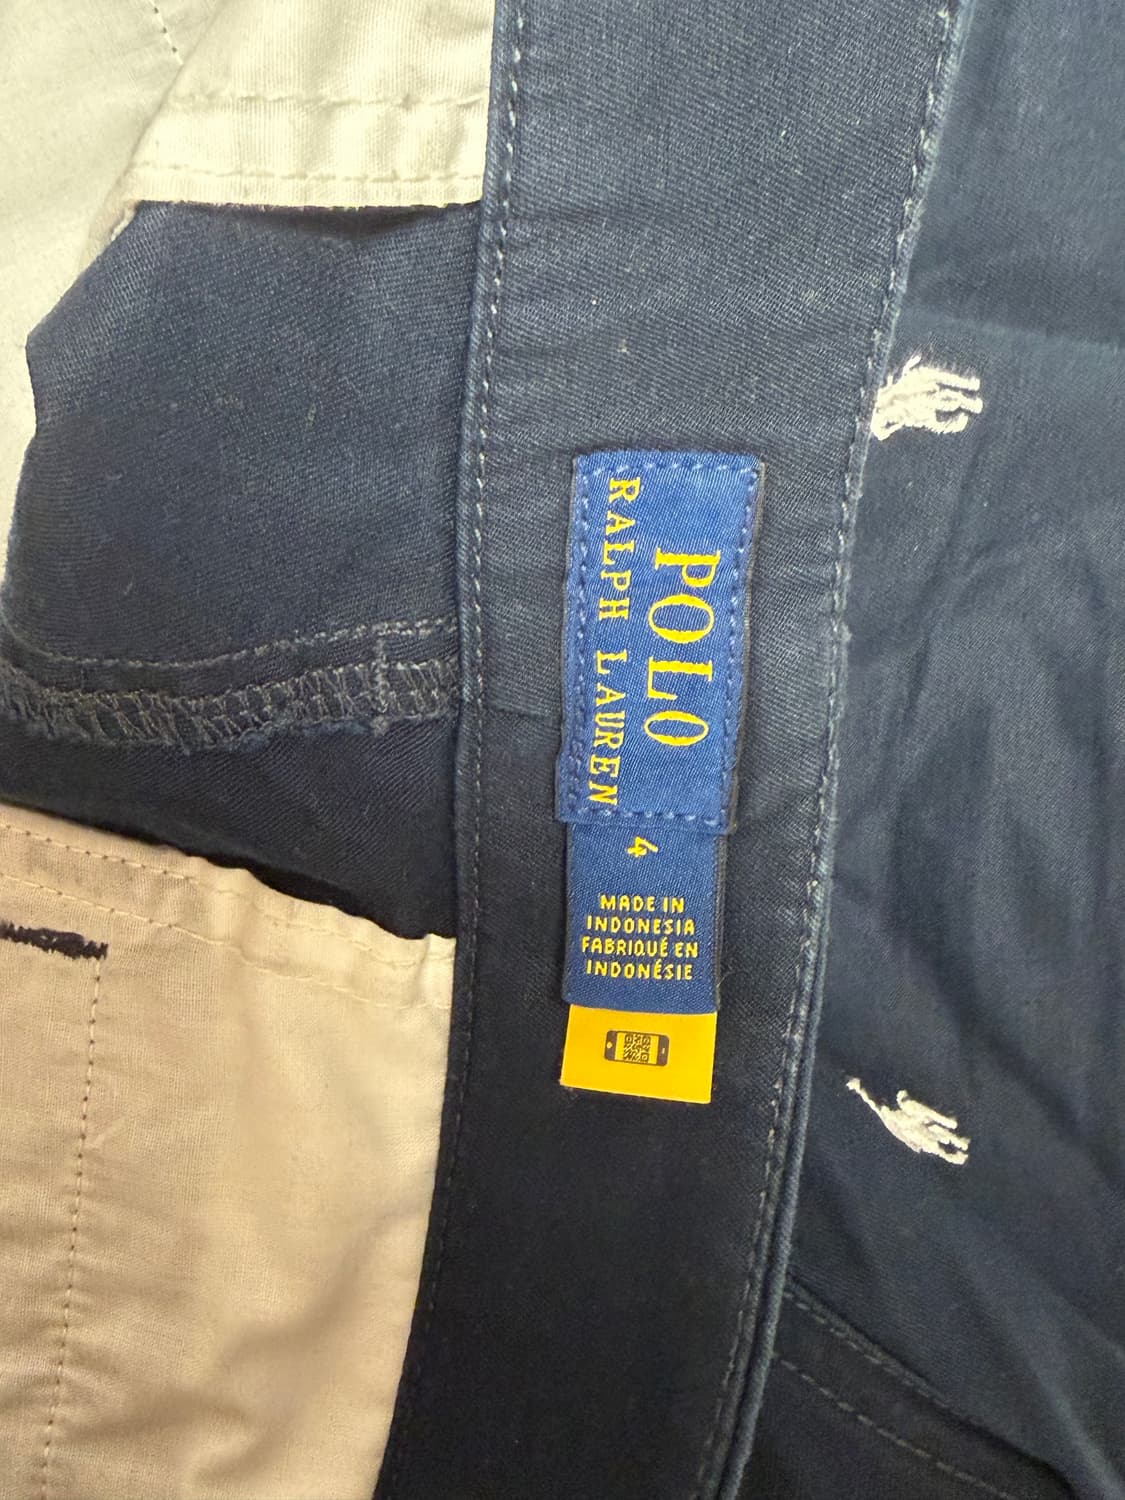 POLO
RALPH LAUREN
4
MADE IN
INDONESIA
FABRIQUÉ EN
INDONÉSIE